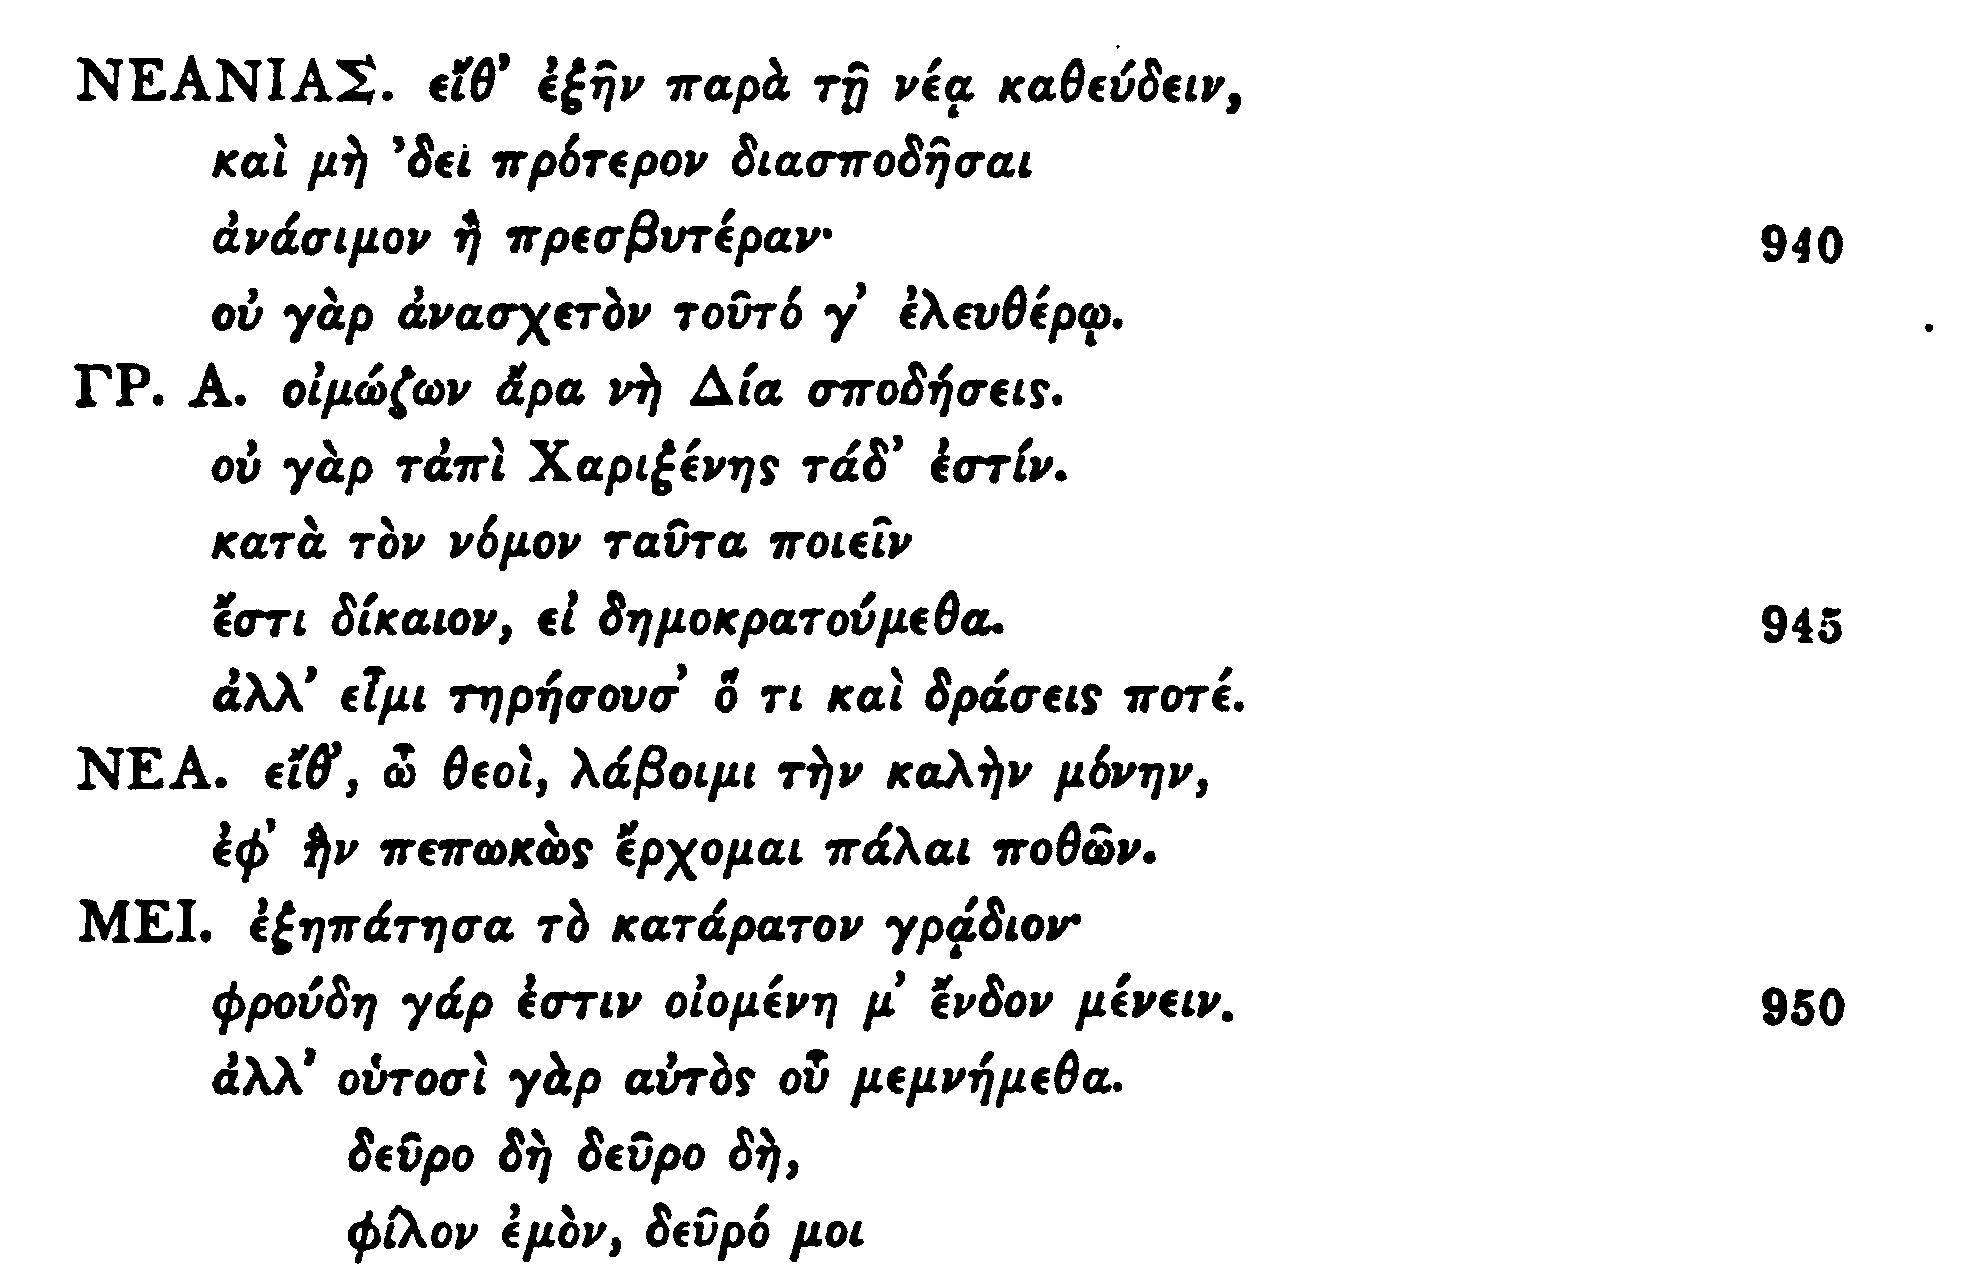 ΝΕΑΝΙΑΣ. εἴθ’ ἐξῆν παρὰ τῇ νέᾳ καθεύδειν,
καὶ μὴ ’δει πρότερον διασποδῆσαι
ἀνάσιμον ἢ πρεσβυτέραν· 940
οὐ γὰρ ἀνασχετὸν τοῦτό γ’ ἐλευθέρῳ.
ΓΡ. Α. οἰμώζων ἄρα νὴ Δία σποδήσεις.
οὐ γὰρ τἀπὶ Χαριξένης τάδ’ ἐστίν.
κατὰ τὸν νόμον ταῦτα ποιεῖν
ἔστι δίκαιον, εἰ δημοκρατούμεθα. 945
ἀλλ’ εἶμι τηρήσουσ’ ὅ τι καὶ δράσεις ποτέ.
ΝΕΑ. εἴθ’, ὦ θεοὶ, λάβοιμι τὴν καλὴν μόνην,
ἐφ’ ἣν πεπωκὼς ἔρχομαι πάλαι ποθῶν.
ΜΕΙ. ἐξηπάτησα τὸ κατάρατον γρᾴδιον·
φρούδη γάρ ἐστιν οἰομένη μ’ ἔνδον μένειν. 950
ἀλλ’ οὑτοσὶ γὰρ αὐτὸς οὗ μεμνήμεθα.
δεῦρο δὴ δεῦρο δὴ,
φίλον ἐμὸν, δεῦρό μοι